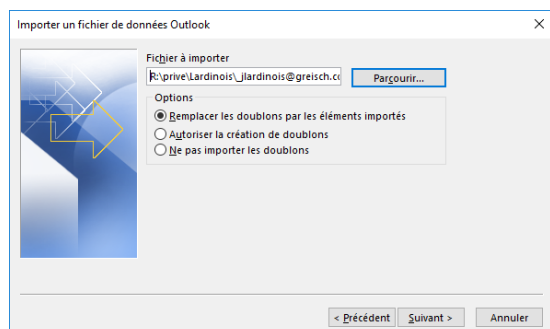 Importer un fichier de données Outlook
Fichier à importer
R:\prive\Lardinois\_jlardinois@greisch.cc
Parcourir...
Options
Remplacer les doublons par les éléments importés
Autoriser la création de doublons
Ne pas importer les doublons
< Précédent
Suivant >
Annuler